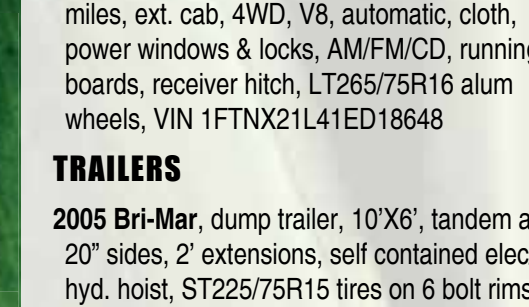 miles, ext. cab, 4WD, V8, automatic, cloth,
power windows & locks, AM/FM/CD, running
boards, receiver hitch, LT265/75R16 alum
wheels, VIN 1FTNX21L41ED18648
TRAILERS
2005 Bri-Mar, dump trailer, 10’X6’, tandem a
20” sides, 2’ extensions, self contained elec
hyd. hoist, ST225/75R15 tires on 6 bolt rims